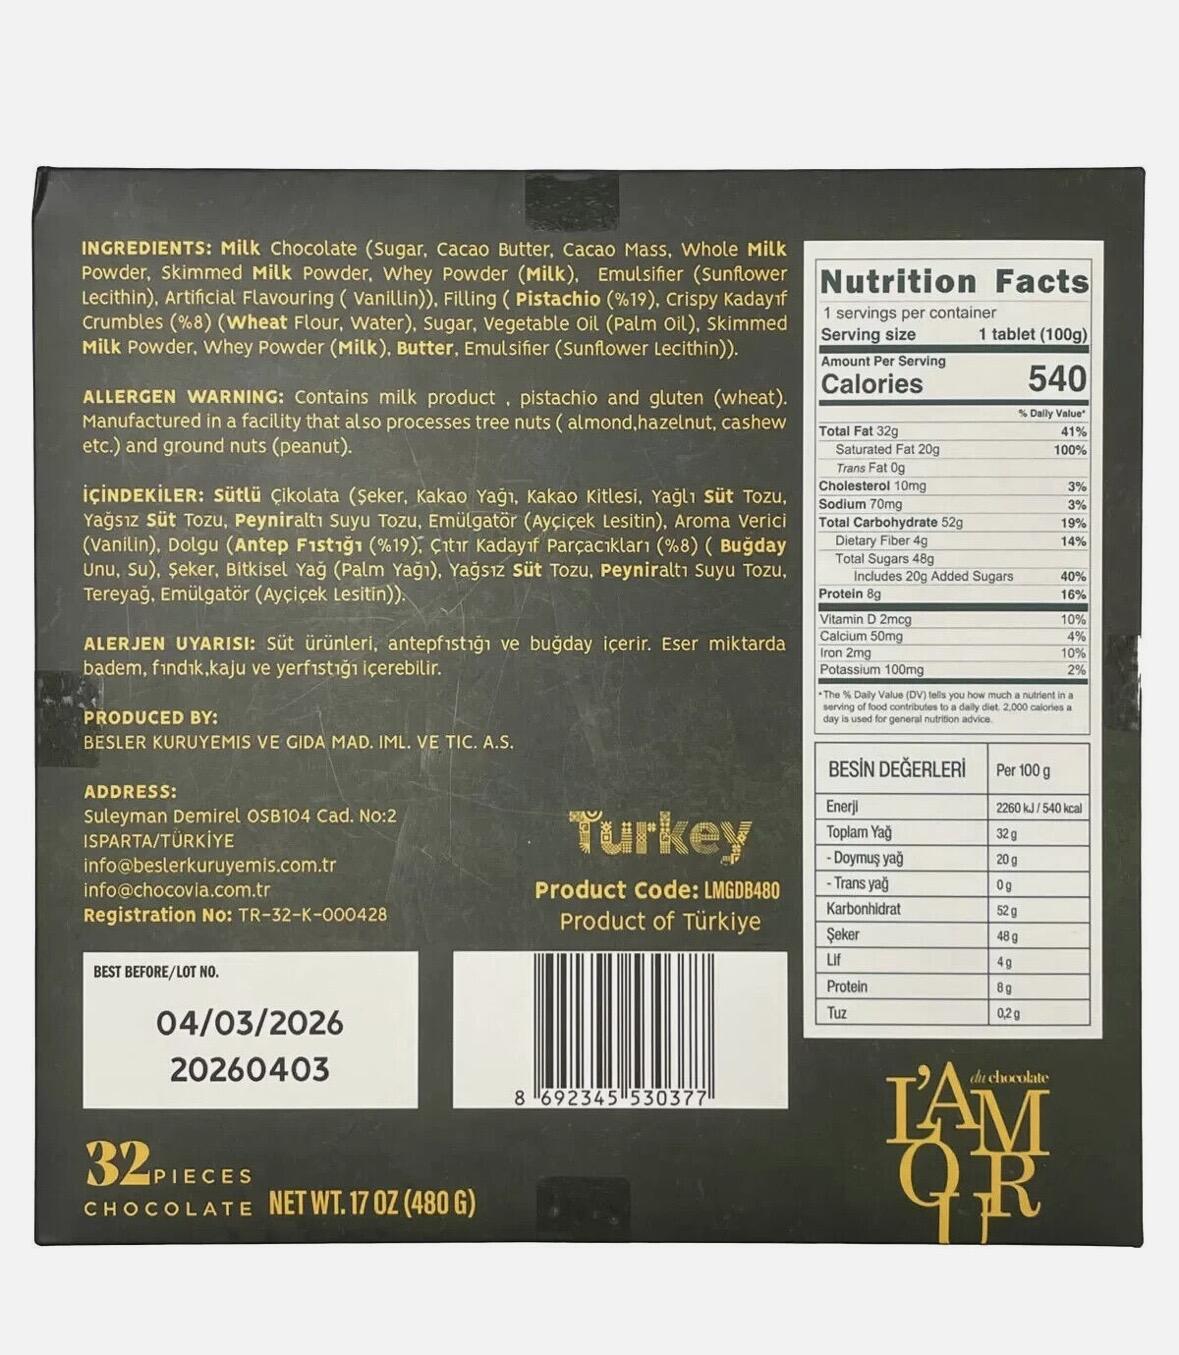 INGREDIENTS: Milk Chocolate (Sugar, Cacao Butter, Cacao Mass, Whole Milk
Powder, Skimmed Milk Powder, Whey Powder (Milk), Emulsifier (Sunflower
Lecithin), Artificial Flavouring ( Vanillin)), Filling ( Pistachio (%19), Crispy Kadayıf
Crumbles (%8) (Wheat Flour, Water), Sugar, Vegetable Oil (Palm Oil), Skimmed
Milk Powder, Whey Powder (Milk), Butter, Emulsifier (Sunflower Lecithin)).
ALLERGEN WARNING: Contains milk product , pistachio and gluten (wheat).
Manufactured in a facility that also processes tree nuts ( almond,hazelnut, cashew
etc.) and ground nuts (peanut).
İÇİNDEKİLER: Sütlü Çikolata (Şeker, Kakao Yağı, Kakao Kitlesi, Yağlı Süt Tozu,
Yağsız Süt Tozu, Peyniraltı Suyu Tozu, Emülgatör (Ayçiçek Lesitin), Aroma Verici
(Vanilin), Dolgu (Antep Fıstığı (%19), Çıtır Kadayıf Parçacıkları (%8) ( Buğday
Unu, Su), Şeker, Bitkisel Yağ (Palm Yağı), Yağsız Süt Tozu, Peyniraltı Suyu Tozu,
Tereyağ, Emülgatör (Ayçiçek Lesitin)).
ALERJEN UYARISI: Süt ürünleri, antepfıstığı ve buğday içerir. Eser miktarda
badem, fındık,kaju ve yerfıstığı içerebilir.
PRODUCED BY:
BESLER KURUYEMIS VE GIDA MAD. IML. VE TIC. A.S.
ADDRESS:
Suleyman Demirel OSB104 Cad. No:2
ISPARTA/TÜRKİYE
info@beslerkuruyemis.com.tr
info@chocovia.com.tr
Registration No: TR-32-K-000428
Turkey
Product Code: LMGDB480
Product of Türkiye
BEST BEFORE/LOT NO.
04/03/2026
20260403
8 692345 530377
32 PIECES
CHOCOLATE NET WT. 17 OZ (480 G)
Nutrition Facts
1 servings per container
Serving size 1 tablet (100g)
Amount Per Serving
Calories 540
% Daily Value*
Total Fat 32g 41%
Saturated Fat 20g 100%
Trans Fat 0g
Cholesterol 10mg 3%
Sodium 70mg 3%
Total Carbohydrate 52g 19%
Dietary Fiber 4g 14%
Total Sugars 48g
Includes 20g Added Sugars 40%
Protein 8g 16%
Vitamin D 2mcg 10%
Calcium 50mg 4%
Iron 2mg 10%
Potassium 100mg 2%
*The % Daily Value (DV) tells you how much a nutrient in a
serving of food contributes to a daily diet. 2,000 calories a
day is used for general nutrition advice.
BESİN DEĞERLERİ Per 100 g
Enerji 2260 kJ / 540 kcal
Toplam Yağ 32 g
- Doymuş yağ 20 g
- Trans yağ 0 g
Karbonhidrat 52 g
Şeker 48 g
Lif 4 g
Protein 8 g
Tuz 0,2 g
L'AMOUR
du chocolate